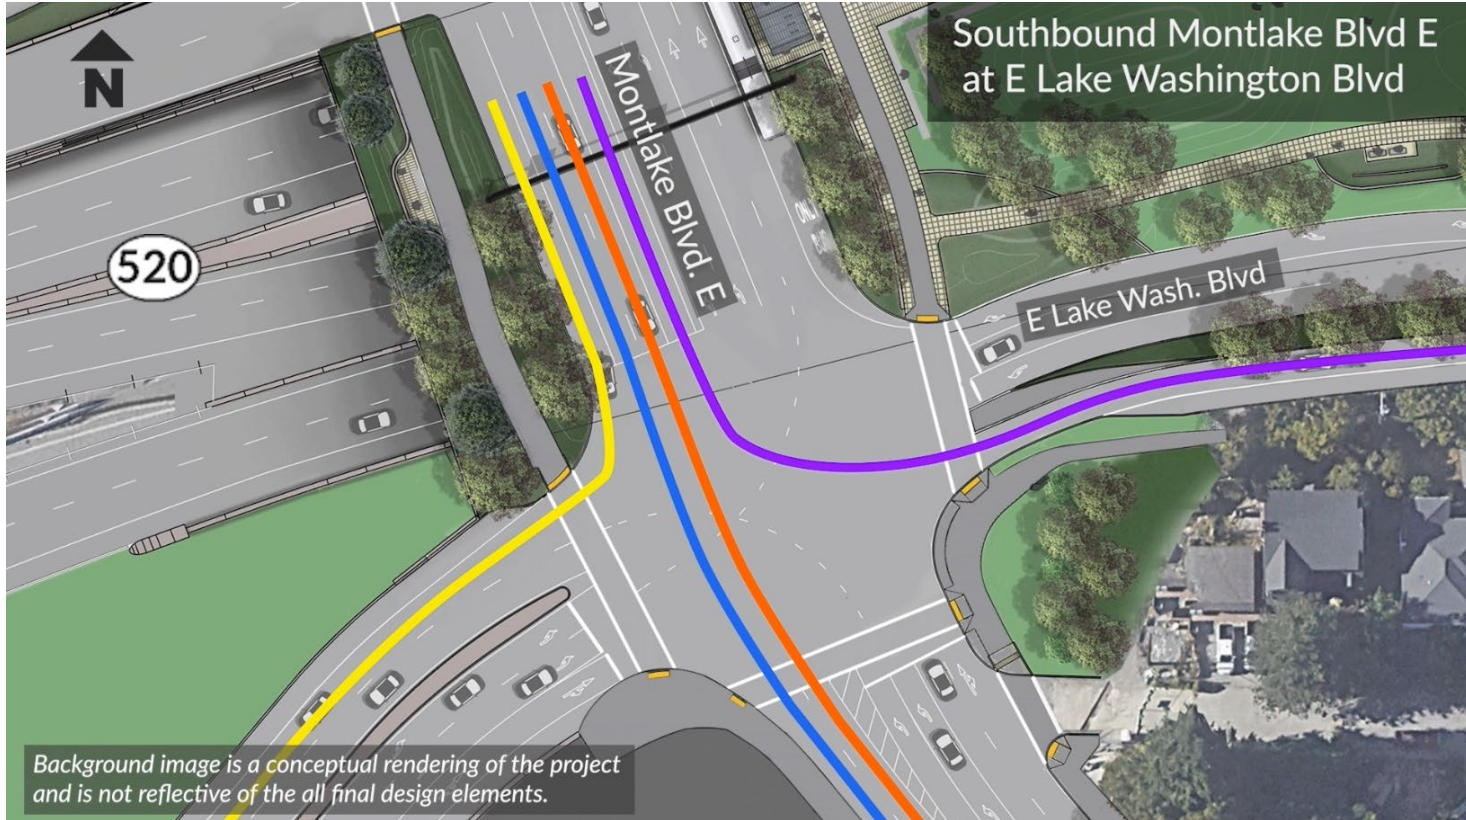 Southbound Montlake Blvd E
at E Lake Washington Blvd
N
Montlake Blvd. E
520
E Lake Wash. Blvd
Background image is a conceptual rendering of the project
and is not reflective of the all final design elements.